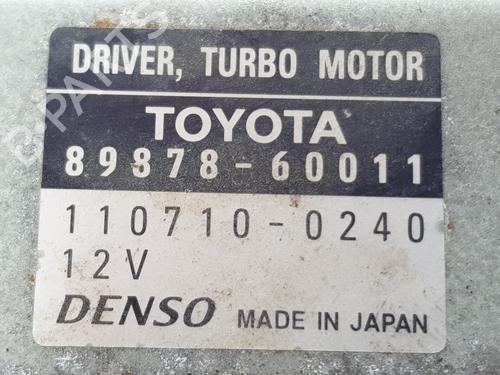 DRIVER, TURBO MOTOR
TOYOTA
89878-60011
110710-0240
12V
DENSO MADE IN JAPAN
B-PARTS